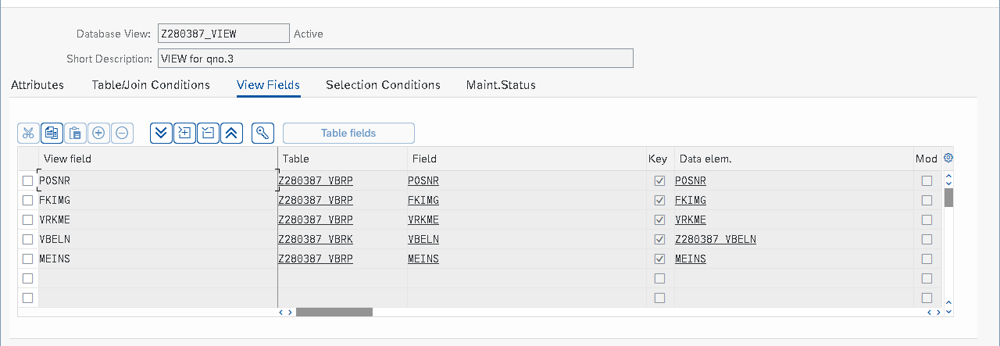 Database View: Z280387_VIEW Active
Short Description: VIEW for qno.3
Attributes Table/Join Conditions View Fields Selection Conditions Maint.Status
Table fields
View field Table Field Key Data elem. Mod
POSNR Z280387_VBRP POSNR POSNR
FKIMG Z280387_VBRP FKIMG FKIMG
VRKME Z280387_VBRP VRKME VRKME
VBELN Z280387_VBRK VBELN Z280387_VBELN
MEINS Z280387_VBRP MEINS MEINS